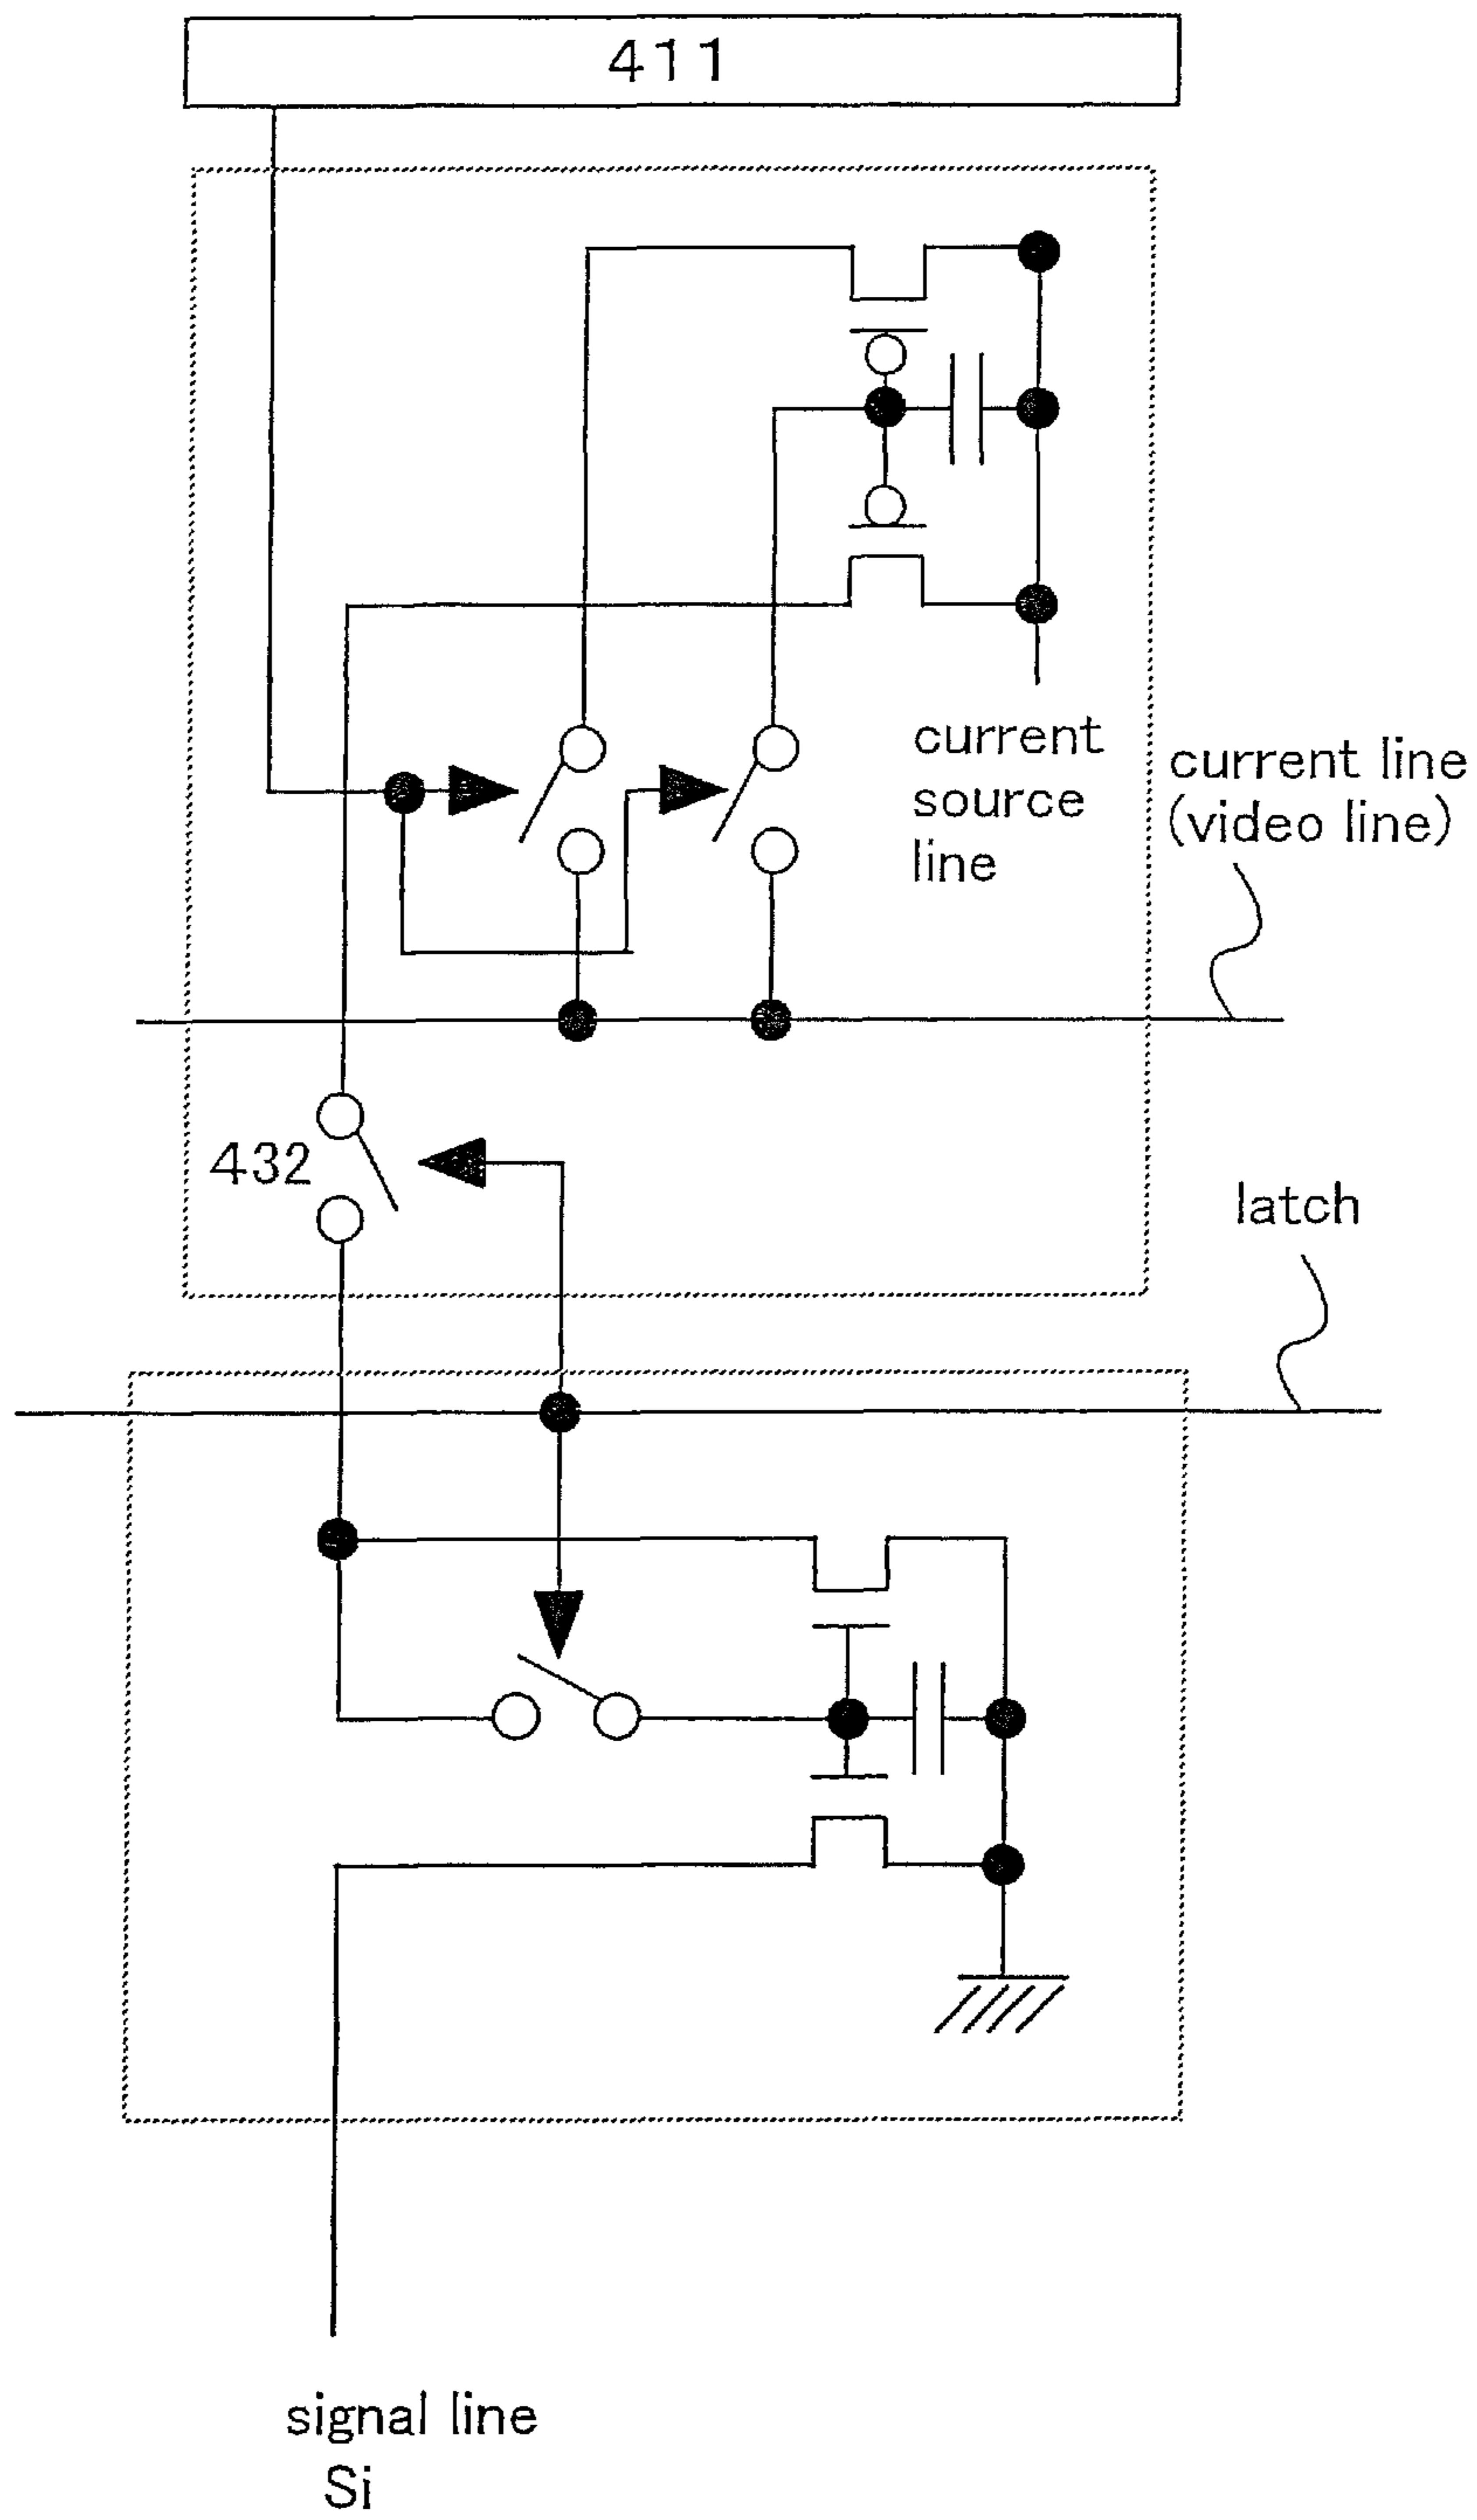 411
current
source
line
current line
(video line)
432
latch
signal line
Si